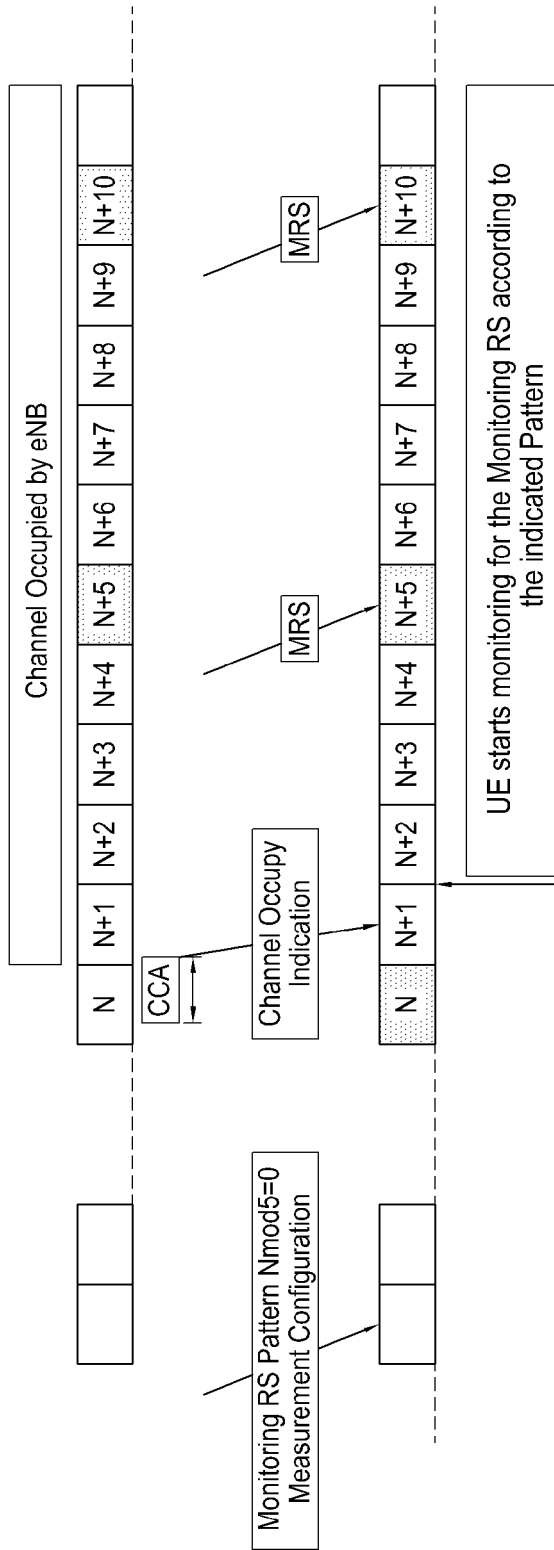 Channel Occupied by eNB
N N+1 N+2 N+3 N+4 N+5 N+6 N+7 N+8 N+9 N+10
CCA
Monitoring RS Pattern Nmod5=0
Measurement Configuration
Channel Occupy
Indication
MRS
MRS
N N+1 N+2 N+3 N+4 N+5 N+6 N+7 N+8 N+9 N+10
UE starts monitoring for the Monitoring RS according to
the indicated Pattern